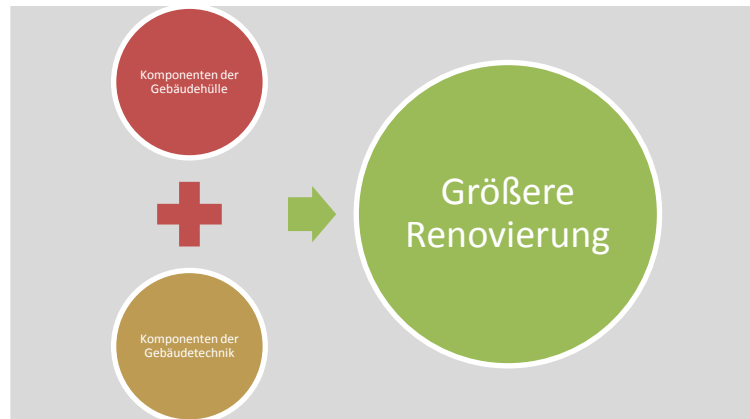 Komponenten der
Gebäudehülle
Komponenten der
Gebäudetechnik
Größere
Renovierung